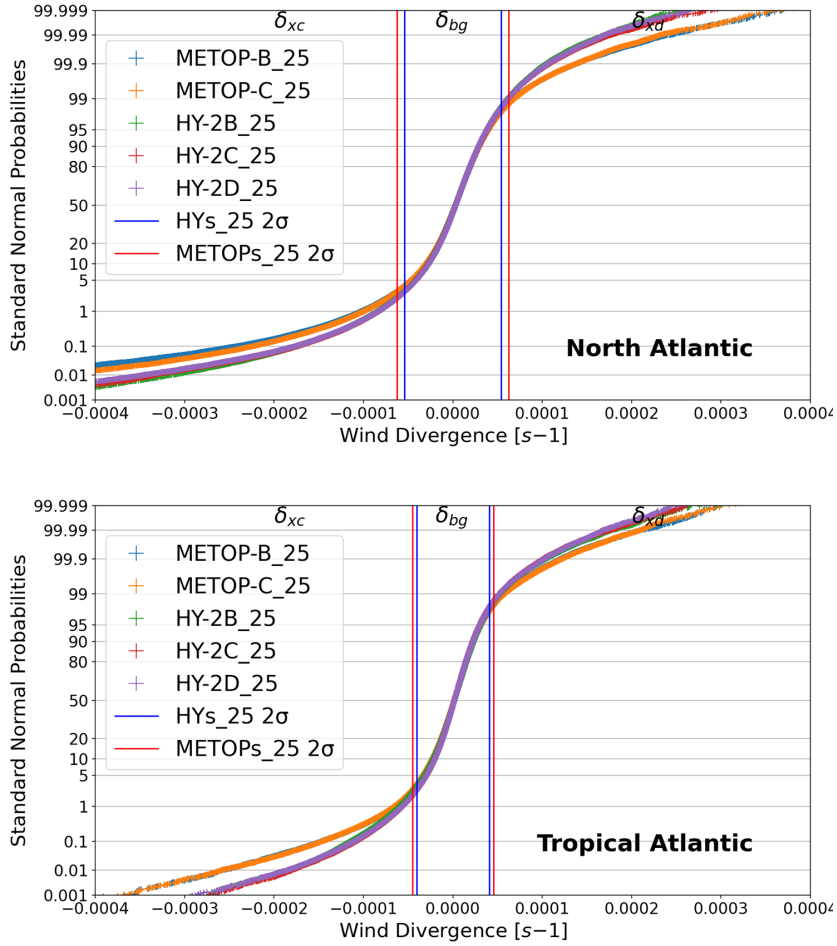 δxc δbg δxd
99.999
99.99
99.9
99
95
90
80
50
20
10
5
1
0.1
0.01
0.001
Standard Normal Probabilities
METOP-B_25
METOP-C_25
HY-2B_25
HY-2C_25
HY-2D_25
HYs_25 2σ
METOPs_25 2σ
North Atlantic
−0.0004 −0.0003 −0.0002 −0.0001 0.0000 0.0001 0.0002 0.0003 0.0004
Wind Divergence [s−1]
δxc δbg δxd
99.999
99.99
99.9
99
95
90
80
50
20
10
5
1
0.1
0.01
0.001
Standard Normal Probabilities
METOP-B_25
METOP-C_25
HY-2B_25
HY-2C_25
HY-2D_25
HYs_25 2σ
METOPs_25 2σ
Tropical Atlantic
−0.0004 −0.0003 −0.0002 −0.0001 0.0000 0.0001 0.0002 0.0003 0.0004
Wind Divergence [s−1]